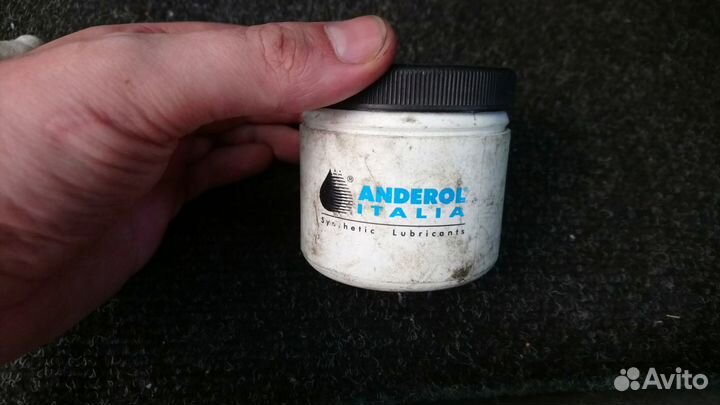 ANDEROL®
ITALIA
Synthetic Lubricants
Avito